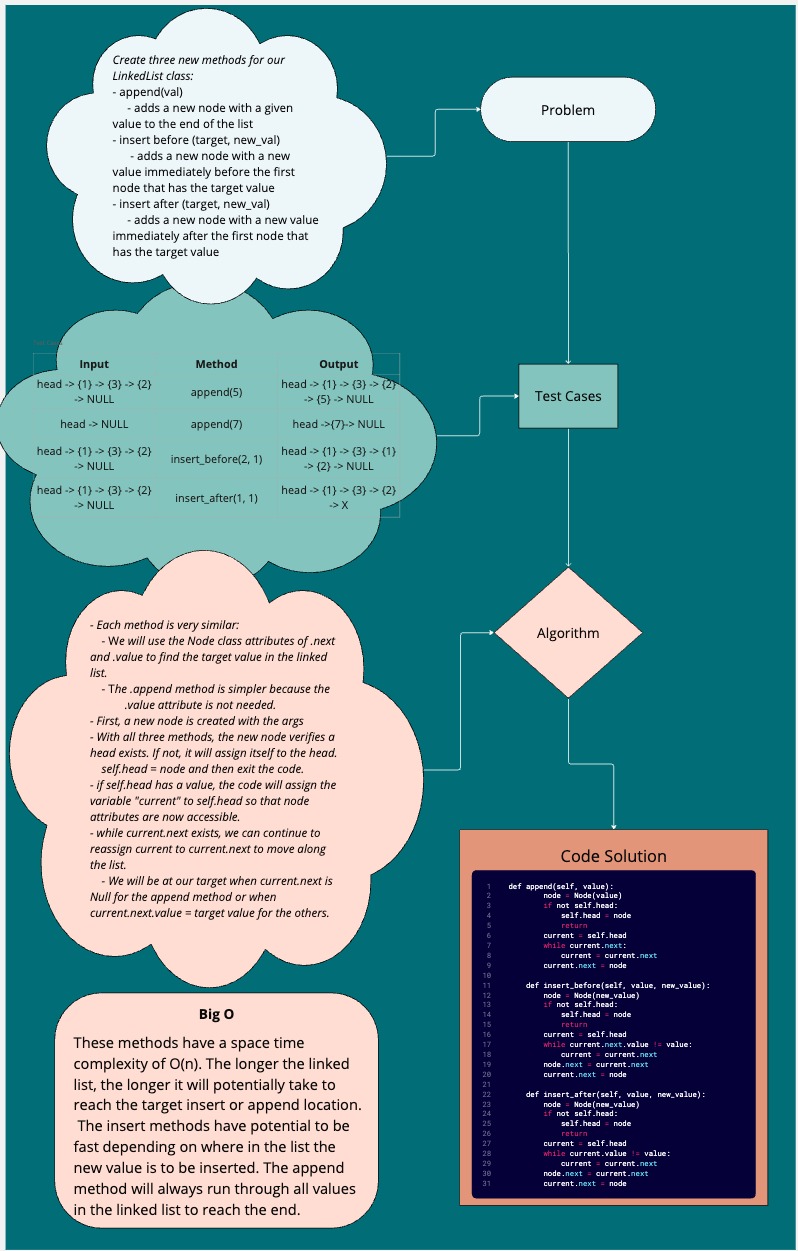 Create three new methods for our
LinkedList class:
- append(val)
- adds a new node with a given
value to the end of the list
- insert before (target, new_val)
- adds a new node with a new
value immediately before the first
node that has the target value
- insert after (target, new_val)
- adds a new node with a new value
immediately after the first node that
has the target value
Problem
Input Method Output
head -> {1} -> {3} -> {2}
-> NULL
append(5)
head -> {1} -> {3} -> {2}
-> {5} -> NULL
head -> NULL append(7) head ->{7}-> NULL
head -> {1} -> {3} -> {2}
-> NULL
insert_before(2, 1)
head -> {1} -> {3} -> {1}
-> {2} -> NULL
head -> {1} -> {3} -> {2}
-> NULL
insert_after(1, 1)
head -> {1} -> {3} -> {2}
-> X
Test Cases
- Each method is very similar:
- We will use the Node class attributes of .next
and .value to find the target value in the linked
list.
- The .append method is simpler because the
.value attribute is not needed.
- First, a new node is created with the args
- With all three methods, the new node verifies a
head exists. If not, it will assign itself to the head.
self.head = node and then exit the code.
- if self.head has a value, the code will assign the
variable "current" to self.head so that node
attributes are now accessible.
- while current.next exists, we can continue to
reassign current to current.next to move along
the list.
- We will be at our target when current.next is
Null for the append method or when
current.next.value = target value for the others.
Algorithm
Big O
These methods have a space time
complexity of O(n). The longer the linked
list, the longer it will potentially take to
reach the target insert or append location.
The insert methods have potential to be
fast depending on where in the list the
new value is to be inserted. The append
method will always run through all values
in the linked list to reach the end.
Code Solution
1 def append(self, value):
2 node = Node(value)
3 if not self.head:
4 self.head = node
5 return
6 current = self.head
7 while current.next:
8 current = current.next
9 current.next = node
10
11 def insert_before(self, value, new_value):
12 node = Node(new_value)
13 if not self.head:
14 self.head = node
15 return
16 current = self.head
17 while current.next.value != value:
18 current = current.next
19 node.next = current.next
20 current.next = node
21
22 def insert_after(self, value, new_value):
23 node = Node(new_value)
24 if not self.head:
25 self.head = node
26 return
27 current = self.head
28 while current.value != value:
29 current = current.next
30 node.next = current.next
31 current.next = node